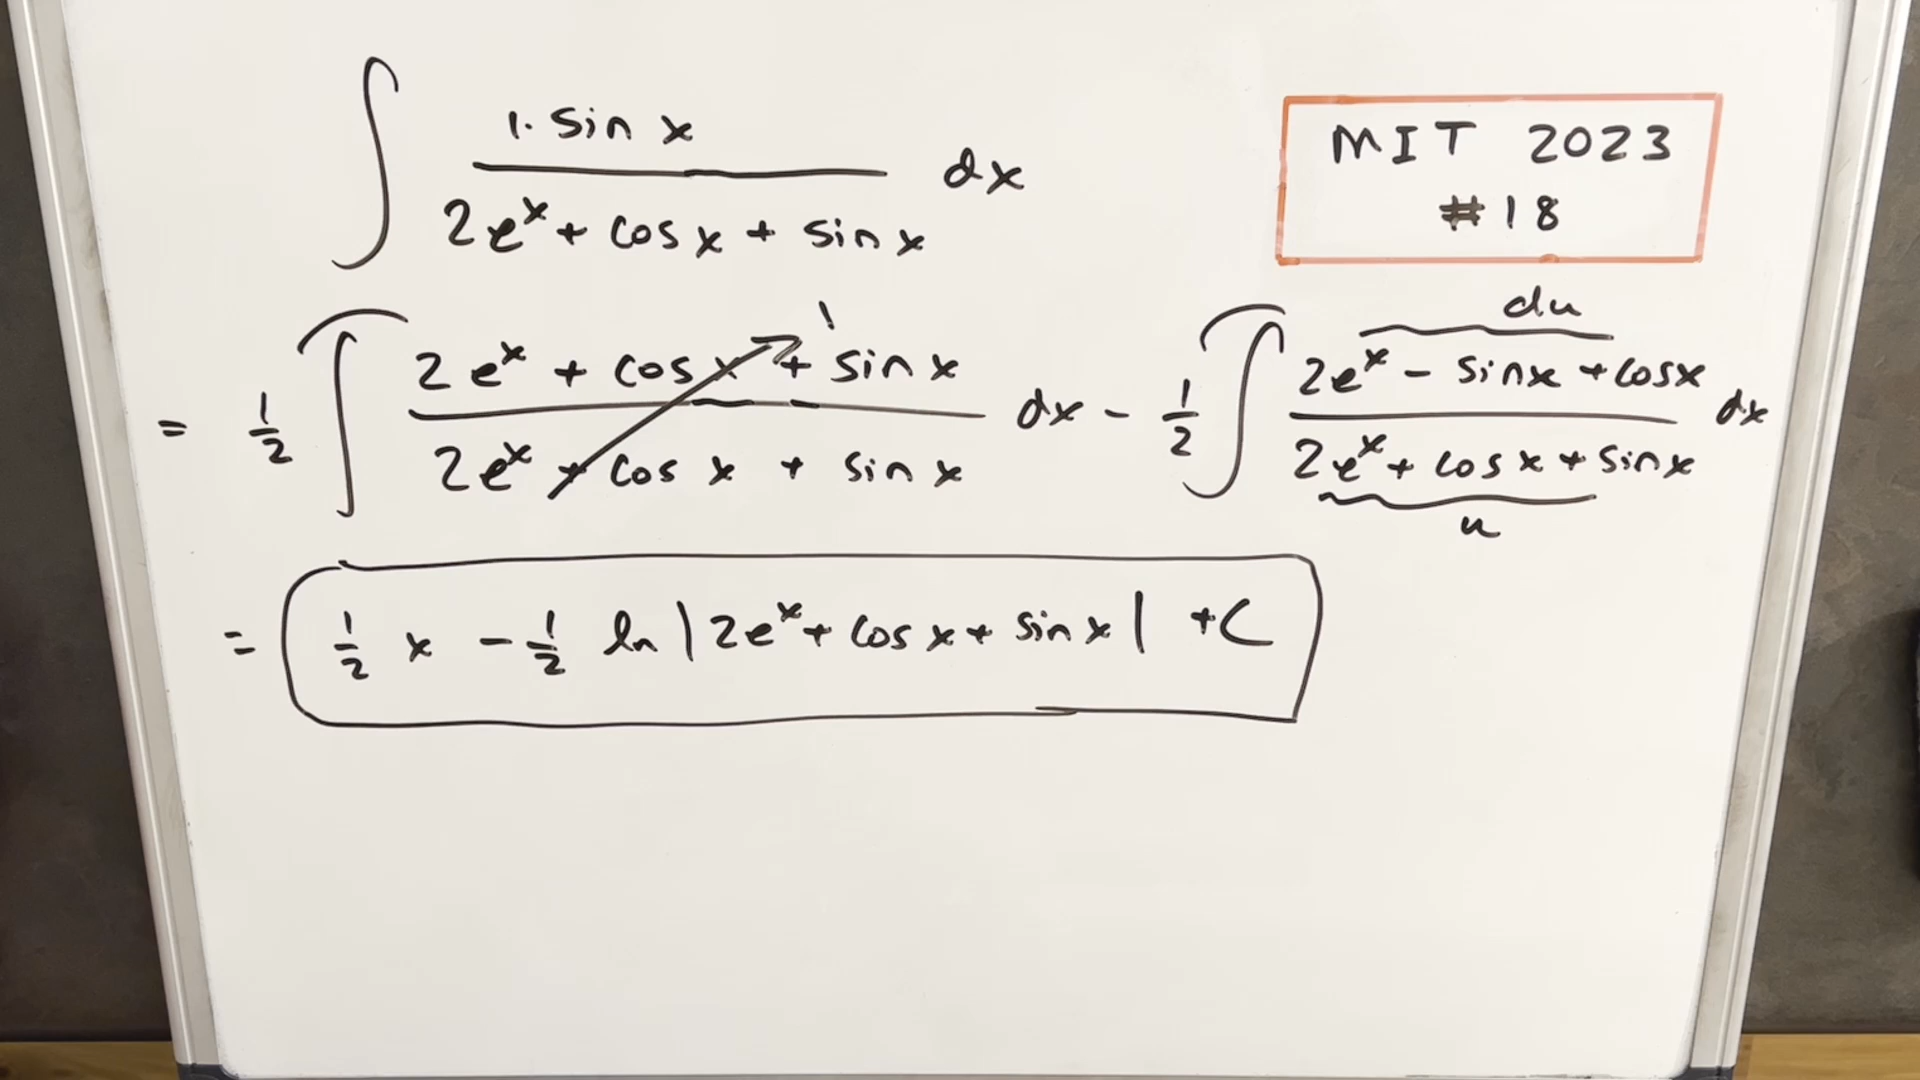 ∫ 1·sin x / (2e^x + cos x + sin x) dx
MIT 2023
#18
= 1/2 ∫ (2e^x + cos x + sin x) / (2e^x + cos x + sin x) dx - 1/2 ∫ (2e^x - sin x + cos x) / (2e^x + cos x + sin x) dx
1
du
u
= 1/2 x - 1/2 ln |2e^x + cos x + sin x| + C